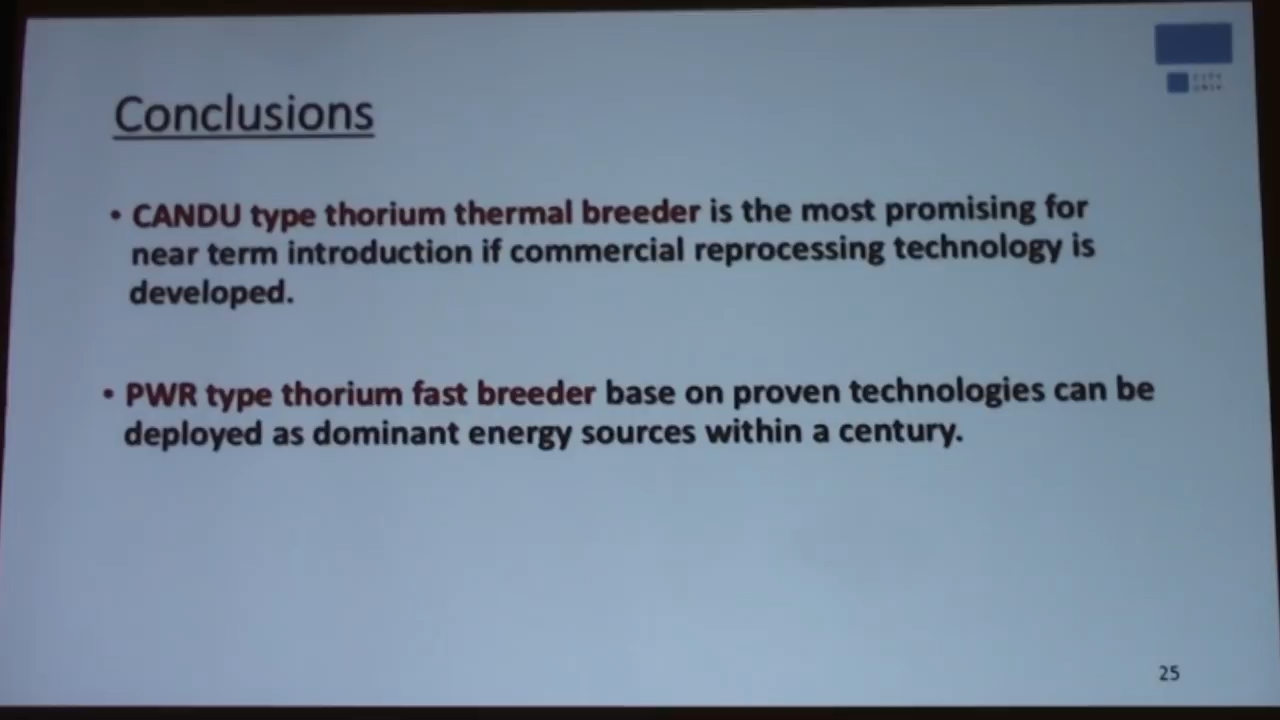 Conclusions
• CANDU type thorium thermal breeder is the most promising for
near term introduction if commercial reprocessing technology is
developed.
• PWR type thorium fast breeder base on proven technologies can be
deployed as dominant energy sources within a century.
25